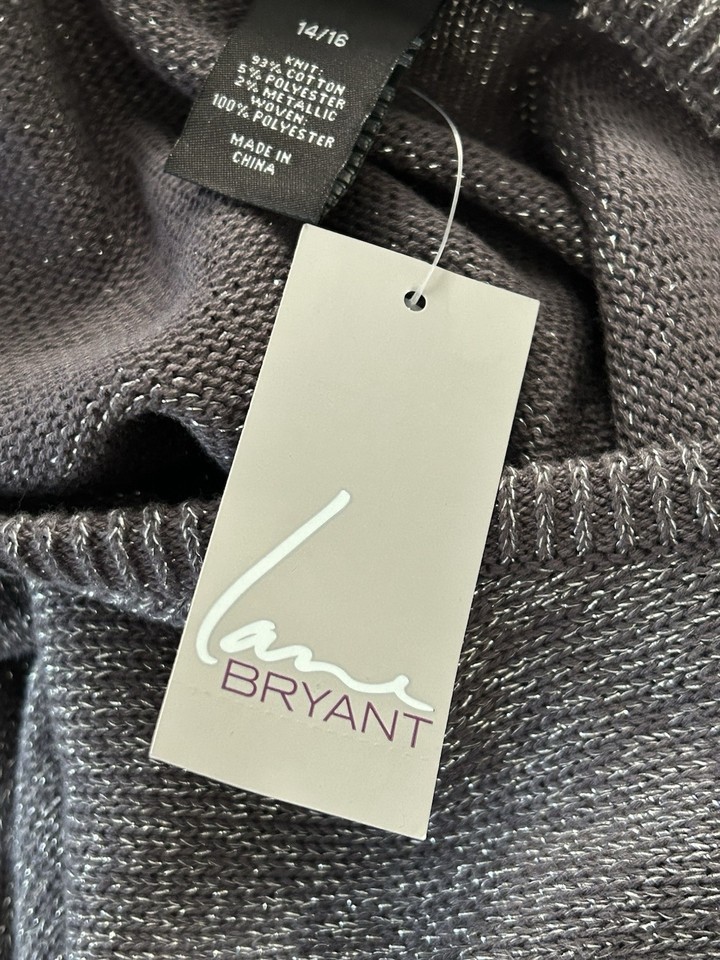 14/16
KNIT:
93% COTTON
5% POLYESTER
2% METALLIC
WOVEN:
100% POLYESTER
MADE IN
CHINA
lane
BRYANT